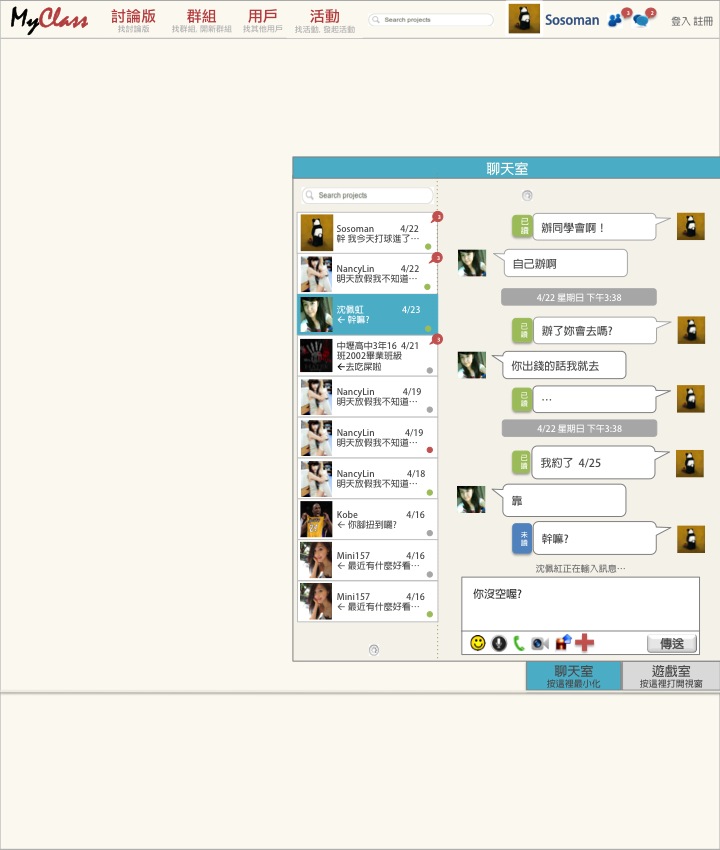 MyClass
討論版
找討論版
群組
找群組, 開新群組
用戶
找其他用戶
活動
找活動, 發起活動
Search projects
Sosoman
3
2
登入 註冊
聊天室
Search projects
Sosoman 4/22
幹 我今天打球進了…
3
NancyLin 4/22
明天放假我不知道…
3
沈佩虹 4/23
← 幹嘛?
中壢高中3年16 4/21
班2002畢業班級
←去吃屎啦
3
NancyLin 4/19
明天放假我不知道…
NancyLin 4/19
明天放假我不知道…
NancyLin 4/18
明天放假我不知道…
Kobe 4/16
← 你腳扭到囉?
Mini157 4/16
← 最近有什麼好看…
Mini157 4/16
← 最近有什麼好看…
已讀
辦同學會啊！
自己辦啊
4/22 星期日 下午3:38
已讀
辦了妳會去嗎?
你出錢的話我就去
已讀
…
4/22 星期日 下午3:38
已讀
我約了 4/25
靠
未讀
幹嘛?
沈佩紅正在輸入訊息…
你沒空喔?
傳送
聊天室
按這裡最小化
遊戲室
按這裡打開視窗